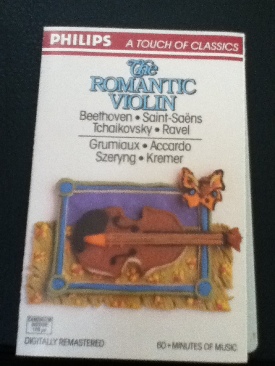 PHILIPS A TOUCH OF CLASSICS
The
ROMANTIC
VIOLIN
Beethoven • Saint-Saëns
Tchaikovsky • Ravel
Grumiaux • Accardo
Szeryng • Kremer
DIGITALLY REMASTERED
60+ MINUTES OF MUSIC